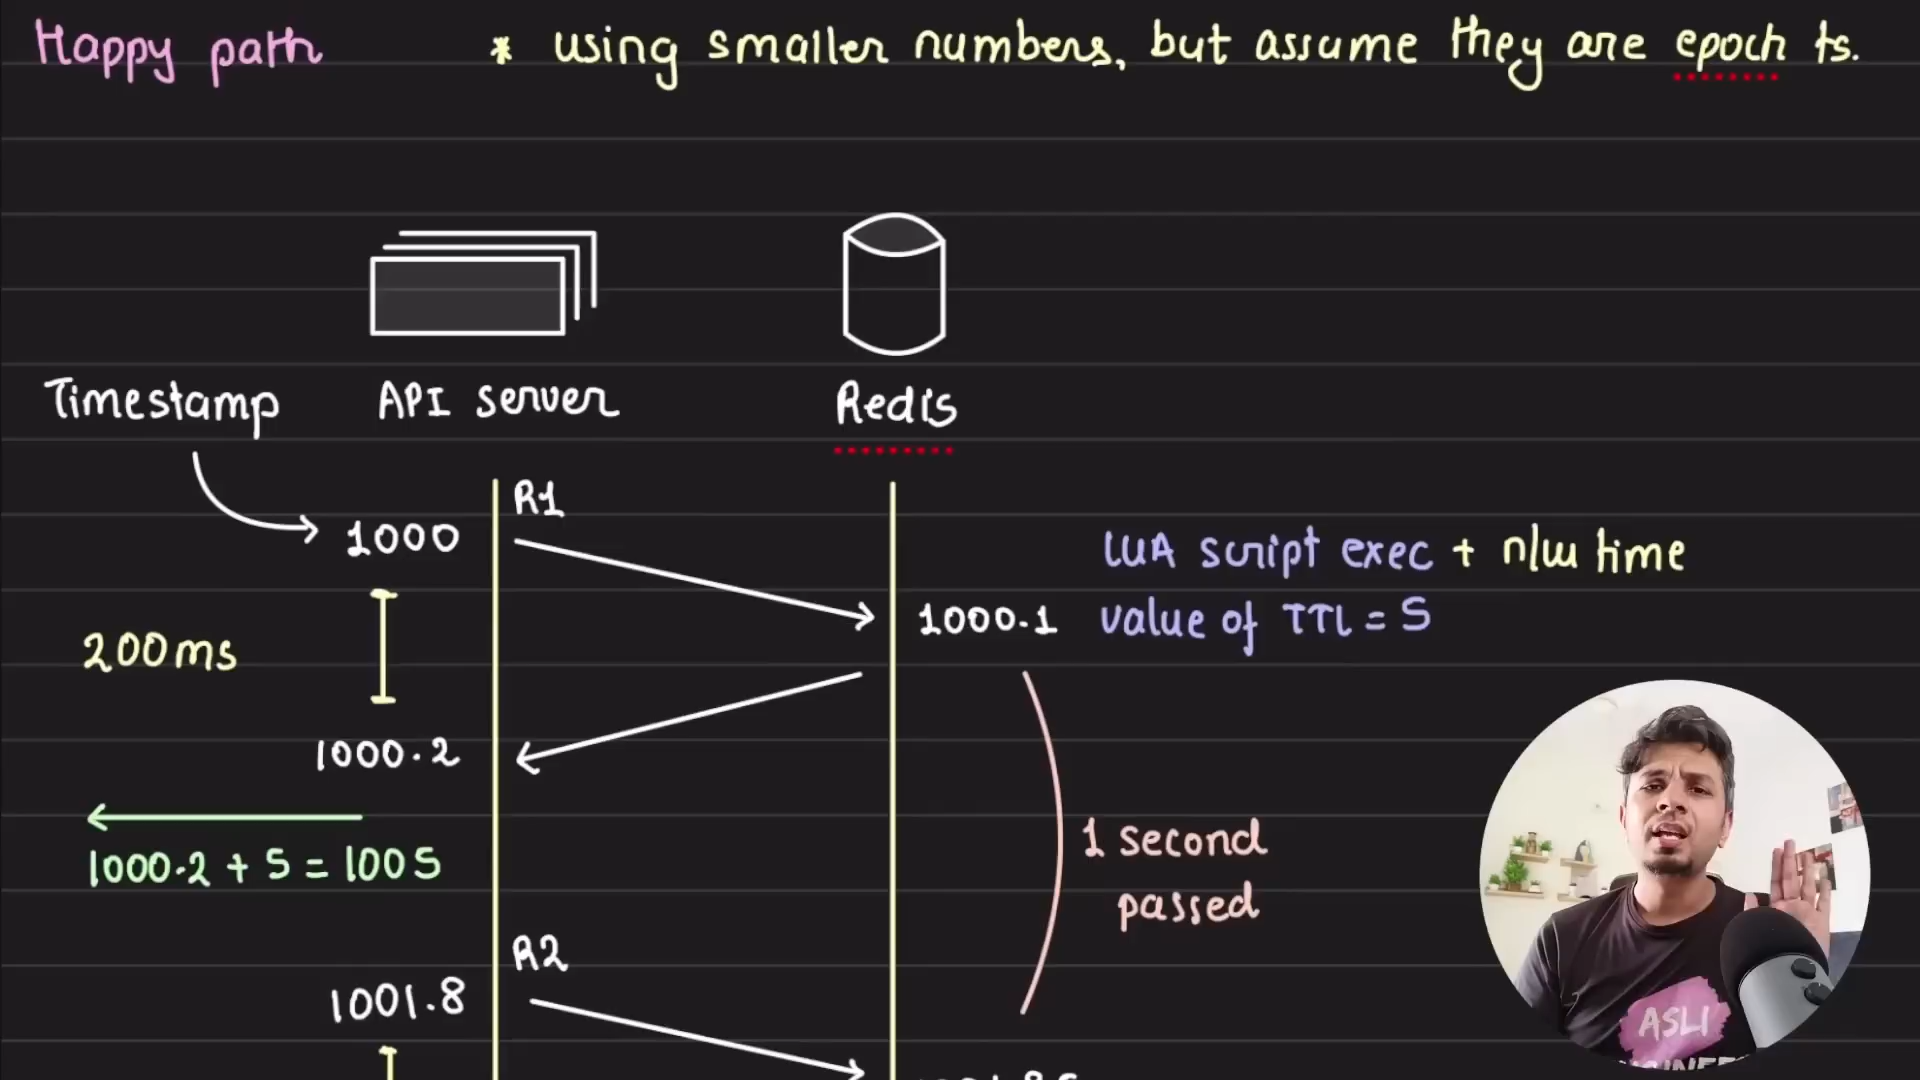 Happy path
* using smaller numbers, but assume they are epoch ts.
Timestamp
API server
Redis
R1
1000
LUA script exec + n/w time
1000.1
value of TTL = 5
200ms
1000.2
1 second
passed
1000.2 + 5 = 1005
R2
1001.8
ASLI